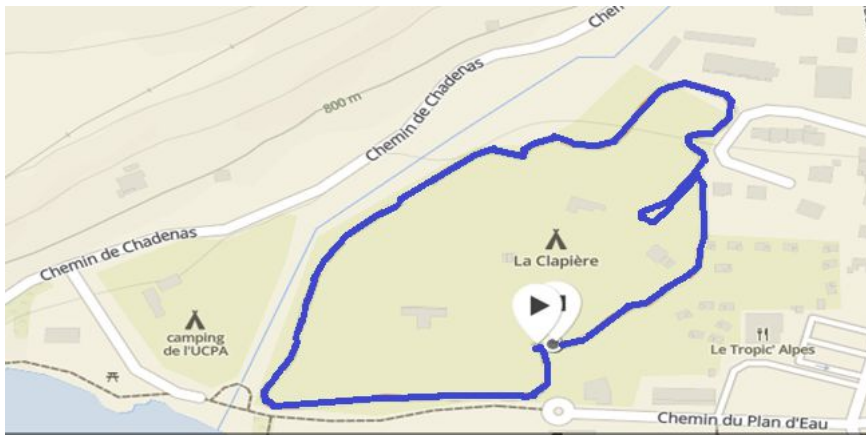 Chem
800 m
Chemin de Chadenas
Chemin de Chadenas
La Clapière
camping
de l'UCPA
Le Tropic' Alpes
Chemin du Plan d'Eau